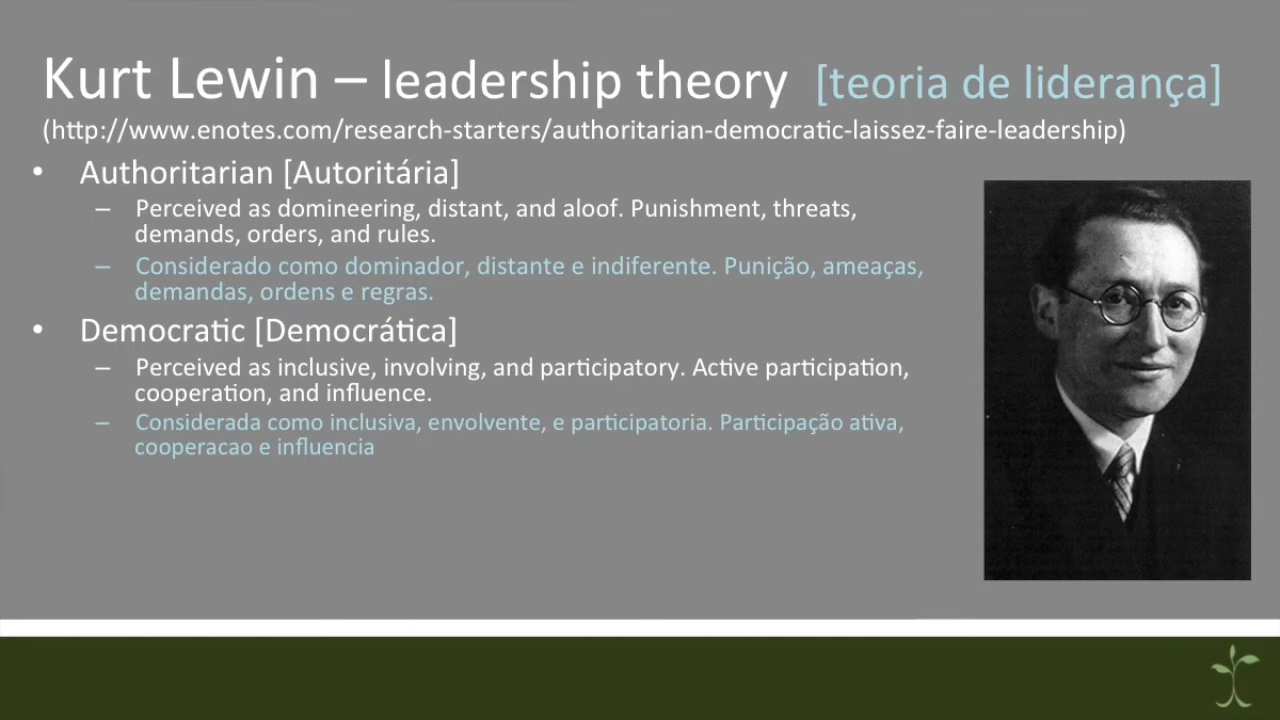 Kurt Lewin – leadership theory [teoria de liderança]
(http://www.enotes.com/research-starters/authoritarian-democratic-laissez-faire-leadership)
• Authoritarian [Autoritária]
– Perceived as domineering, distant, and aloof. Punishment, threats,
demands, orders, and rules.
– Considerado como dominador, distante e indiferente. Punição, ameaças,
demandas, ordens e regras.
• Democratic [Democrática]
– Perceived as inclusive, involving, and participatory. Active participation,
cooperation, and influence.
– Considerada como inclusiva, envolvente, e participatoria. Participação ativa,
cooperacao e influencia